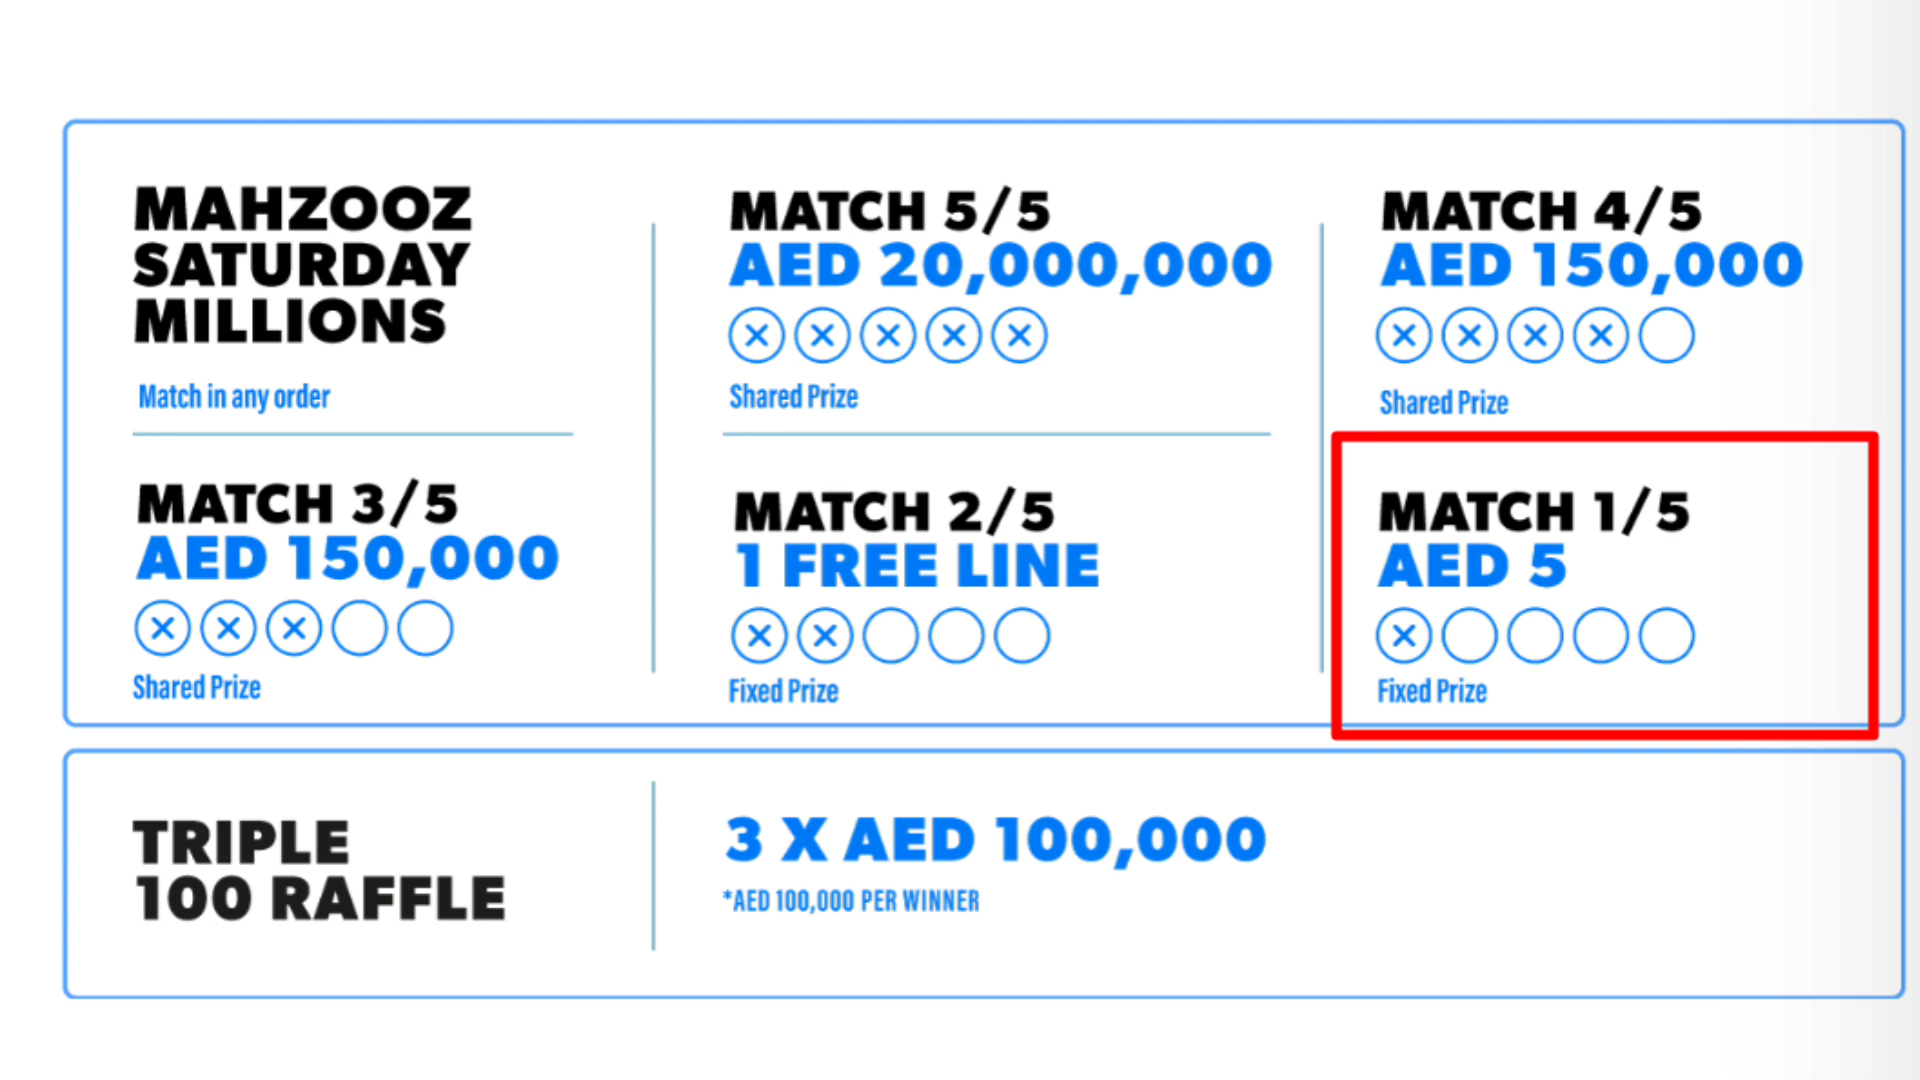 MAHZOOZ
SATURDAY
MILLIONS
Match in any order
MATCH 5/5
AED 20,000,000
Shared Prize
MATCH 4/5
AED 150,000
Shared Prize
MATCH 3/5
AED 150,000
Shared Prize
MATCH 2/5
1 FREE LINE
Fixed Prize
MATCH 1/5
AED 5
Fixed Prize
TRIPLE
100 RAFFLE
3 X AED 100,000
*AED 100,000 PER WINNER